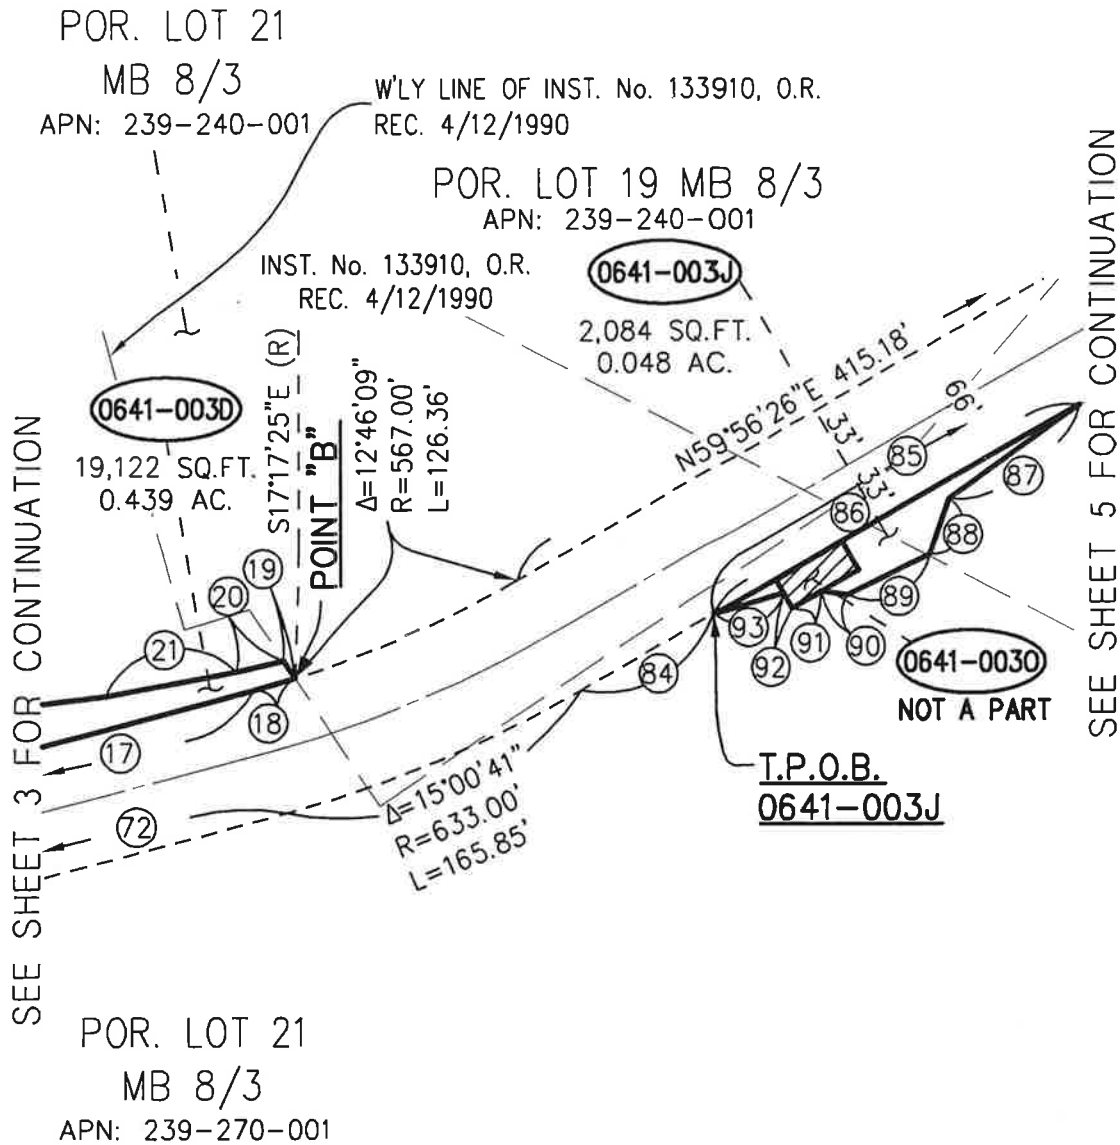 POR. LOT 21
MB 8/3
APN: 239-240-001
W'LY LINE OF INST. No. 133910, O.R.
REC. 4/12/1990
POR. LOT 19 MB 8/3
APN: 239-240-001
0641-003J
2,084 SQ.FT.
0.048 AC.
INST. No. 133910, O.R.
REC. 4/12/1990
0641-003D
19,122 SQ.FT.
0.439 AC.
S17°17'25"E (R)
POINT "B"
Δ=12°46'09"
R=567.00'
L=126.36'
N59°56'26"E 415.18'
66'
33'
33'
85
86
87
88
89
90
91
92
93
84
19
20
21
18
17
72
0641-003O
NOT A PART
T.P.O.B.
0641-003J
Δ=15°00'41"
R=633.00'
L=165.85'
SEE SHEET 3 FOR CONTINUATION
SEE SHEET 5 FOR CONTINUATION
POR. LOT 21
MB 8/3
APN: 239-270-001